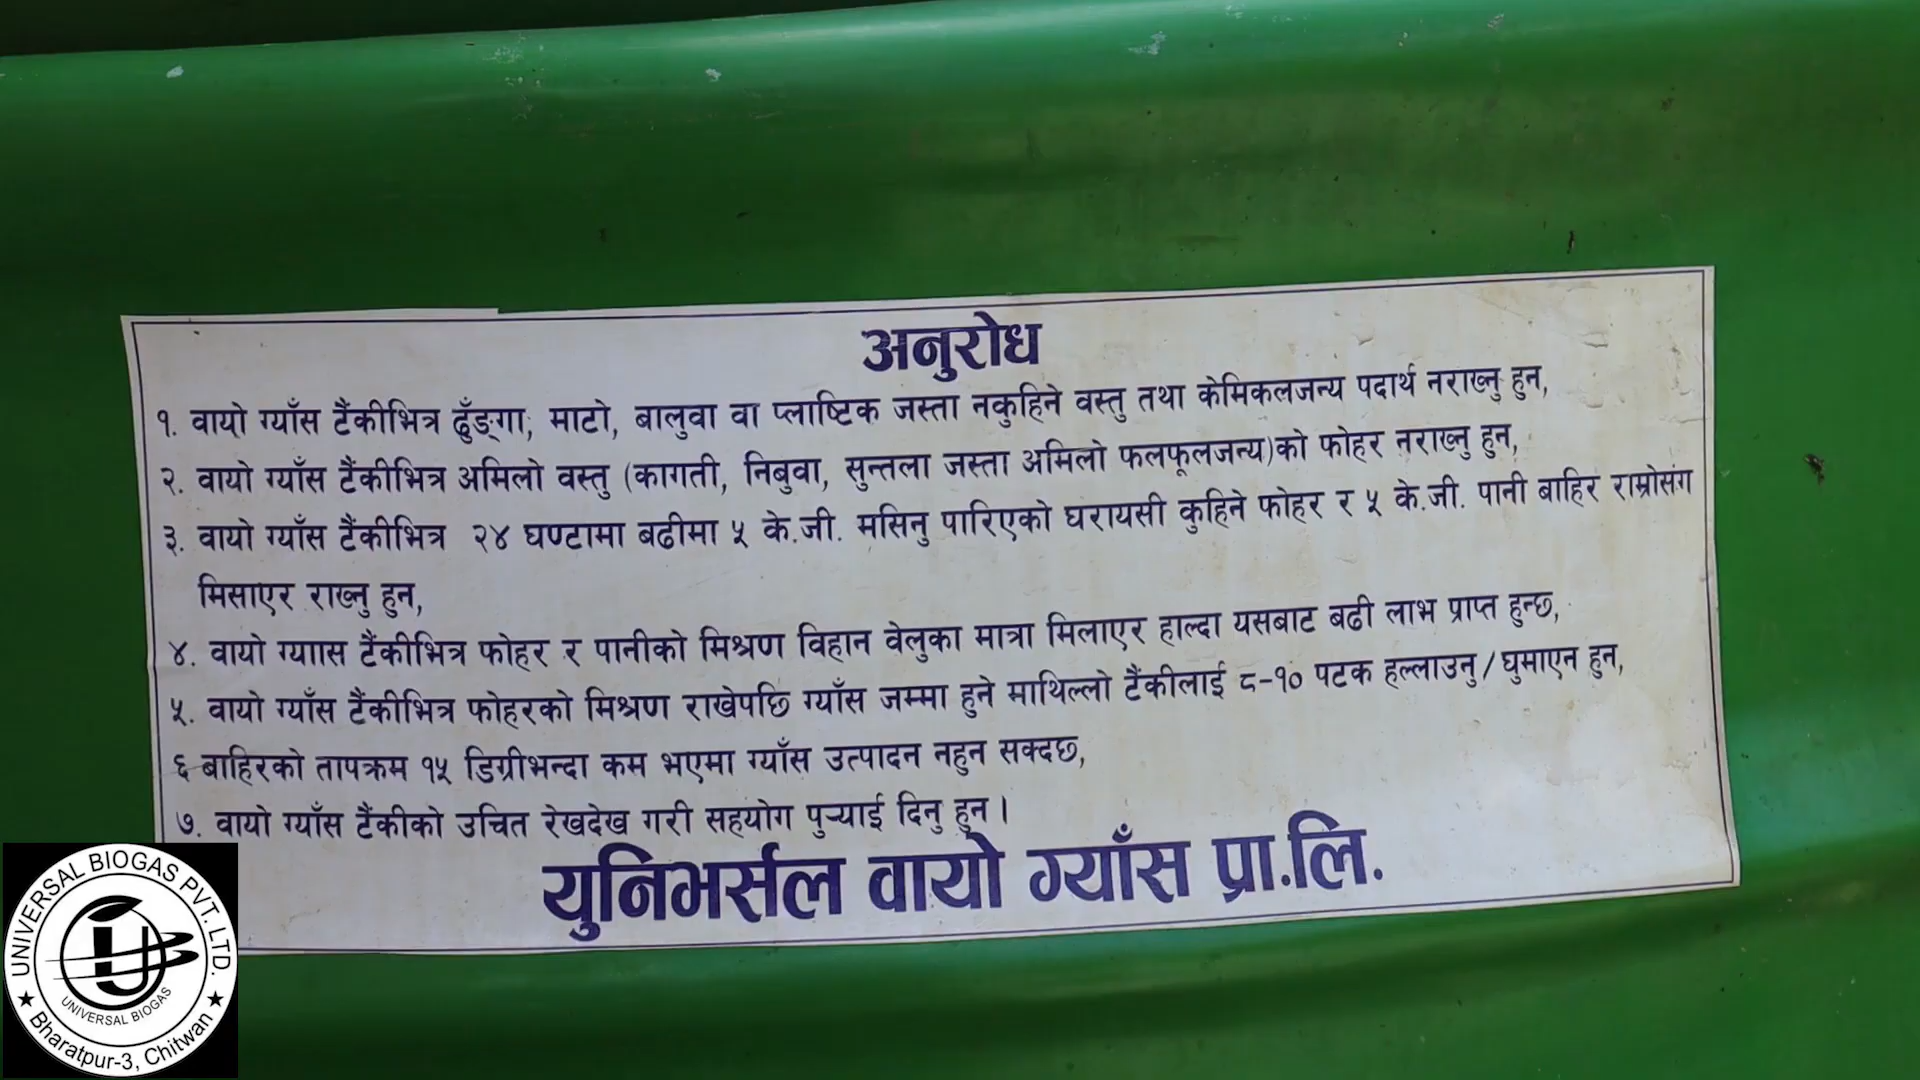 अनुरोध
१. वायो ग्याँस टैंकीभित्र ढुँङ्गा, माटो, बालुवा वा प्लाष्टिक जस्ता नकुहिने वस्तु तथा केमिकलजन्य पदार्थ नराख्नु हुन,
२. वायो ग्याँस टैंकीभित्र अमिलो वस्तु (कागती, निबुवा, सुन्तला जस्ता अमिलो फलफूलजन्य)को फोहर नराख्नु हुन,
३. वायो ग्याँस टैंकीभित्र २४ घण्टामा बढीमा ५ के.जी. मसिनु पारिएको घरायसी कुहिने फोहर र ५ के.जी. पानी बाहिर राम्रोसंग
मिसाएर राख्नु हुन,
४. वायो ग्याास टैंकीभित्र फोहर र पानीको मिश्रण विहान वेलुका मात्रा मिलाएर हाल्दा यसबाट बढी लाभ प्राप्त हुन्छ,
५. वायो ग्याँस टैंकीभित्र फोहरको मिश्रण राखेपछि ग्याँस जम्मा हुने माथिल्लो टैंकीलाई ८-१० पटक हल्लाउनु/घुमाएन हुन,
६ बाहिरको तापक्रम १५ डिग्रीभन्दा कम भएमा ग्याँस उत्पादन नहुन सक्दछ,
७. वायो ग्याँस टैंकीको उचित रेखदेख गरी सहयोग पुर्‍याई दिनु हुन ।
युनिभर्सल वायो ग्याँस प्रा.लि.
UNIVERSAL BIOGAS PVT. LTD.
UNIVERSAL BIOGAS
Bharatpur-3, Chitwan